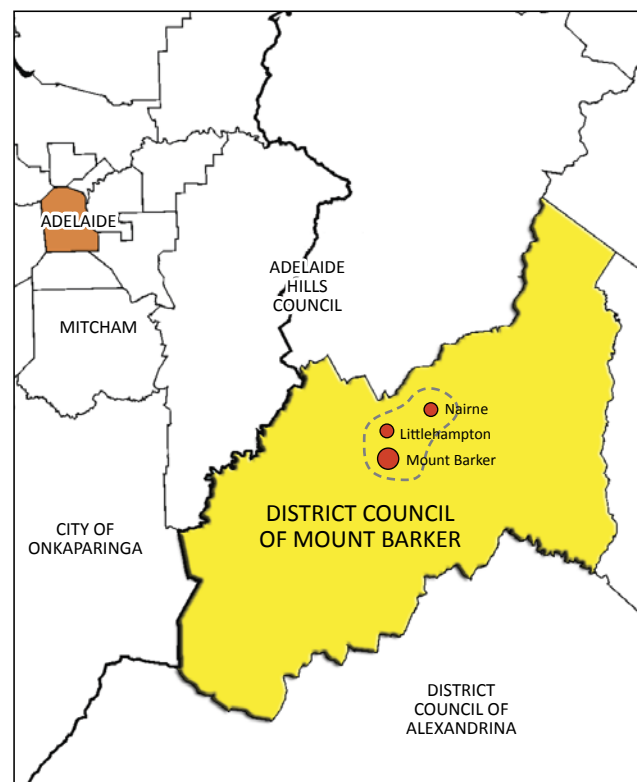 ADELAIDE
ADELAIDE
HILLS
COUNCIL
MITCHAM
Nairne
Littlehampton
Mount Barker
DISTRICT COUNCIL
OF MOUNT BARKER
CITY OF
ONKAPARINGA
DISTRICT
COUNCIL OF
ALEXANDRINA